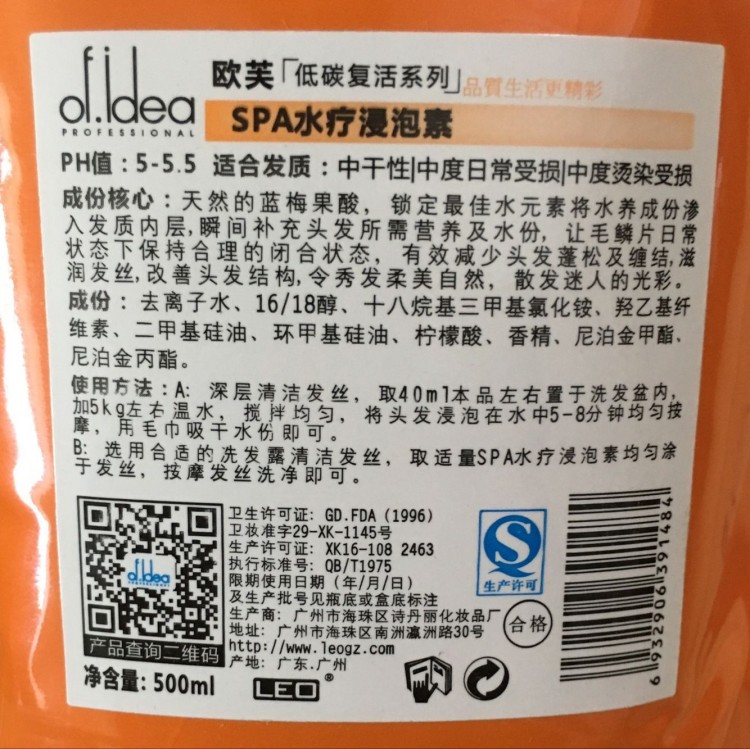 of.idea
PROFESSIONAL
欧芙「低碳复活系列」品質生活更精彩
SPA水疗浸泡素
PH值：5-5.5 适合发质：中干性|中度日常受损|中度烫染受损
成份核心：天然的蓝梅果酸，锁定最佳水元素将水养成份渗
入发质内层,瞬间补充头发所需营养及水份，让毛鳞片日常
状态下保持合理的闭合状态，有效减少头发蓬松及缠结,滋
润发丝,改善头发结构,令秀发柔美自然，散发迷人的光彩。
成份：去离子水、16/18醇、十八烷基三甲基氯化铵、羟乙基纤
维素、二甲基硅油、环甲基硅油、柠檬酸、香精、尼泊金甲酯、
尼泊金丙酯。
使用方法：A: 深层清洁发丝，取40ml本品左右置于洗发盆内，
加5kg左右温水，搅拌均匀，将头发浸泡在水中5-8分钟均匀按
摩，用毛巾吸干水份即可。
B: 选用合适的洗发露清洁发丝，取适量SPA水疗浸泡素均匀涂
于发丝，按摩发丝洗净即可。
of.idea
PROFESSIONAL
产品查询二维码
净含量: 500ml
卫生许可证: GD.FDA (1996)
卫妆准字29-XK-1145号
生产许可证: XK16-108 2463
执行标准号: QB/T1975
限期使用日期（年/月/日）
及生产批号见瓶底或盒底标注
生产商: 广州市海珠区诗丹丽化妆品厂
地址: 广州市海珠区南洲瀛洲路30号
http://www.leogz.com
产地: 广东.广州
LEO®
生产许可
合格
6932906391484